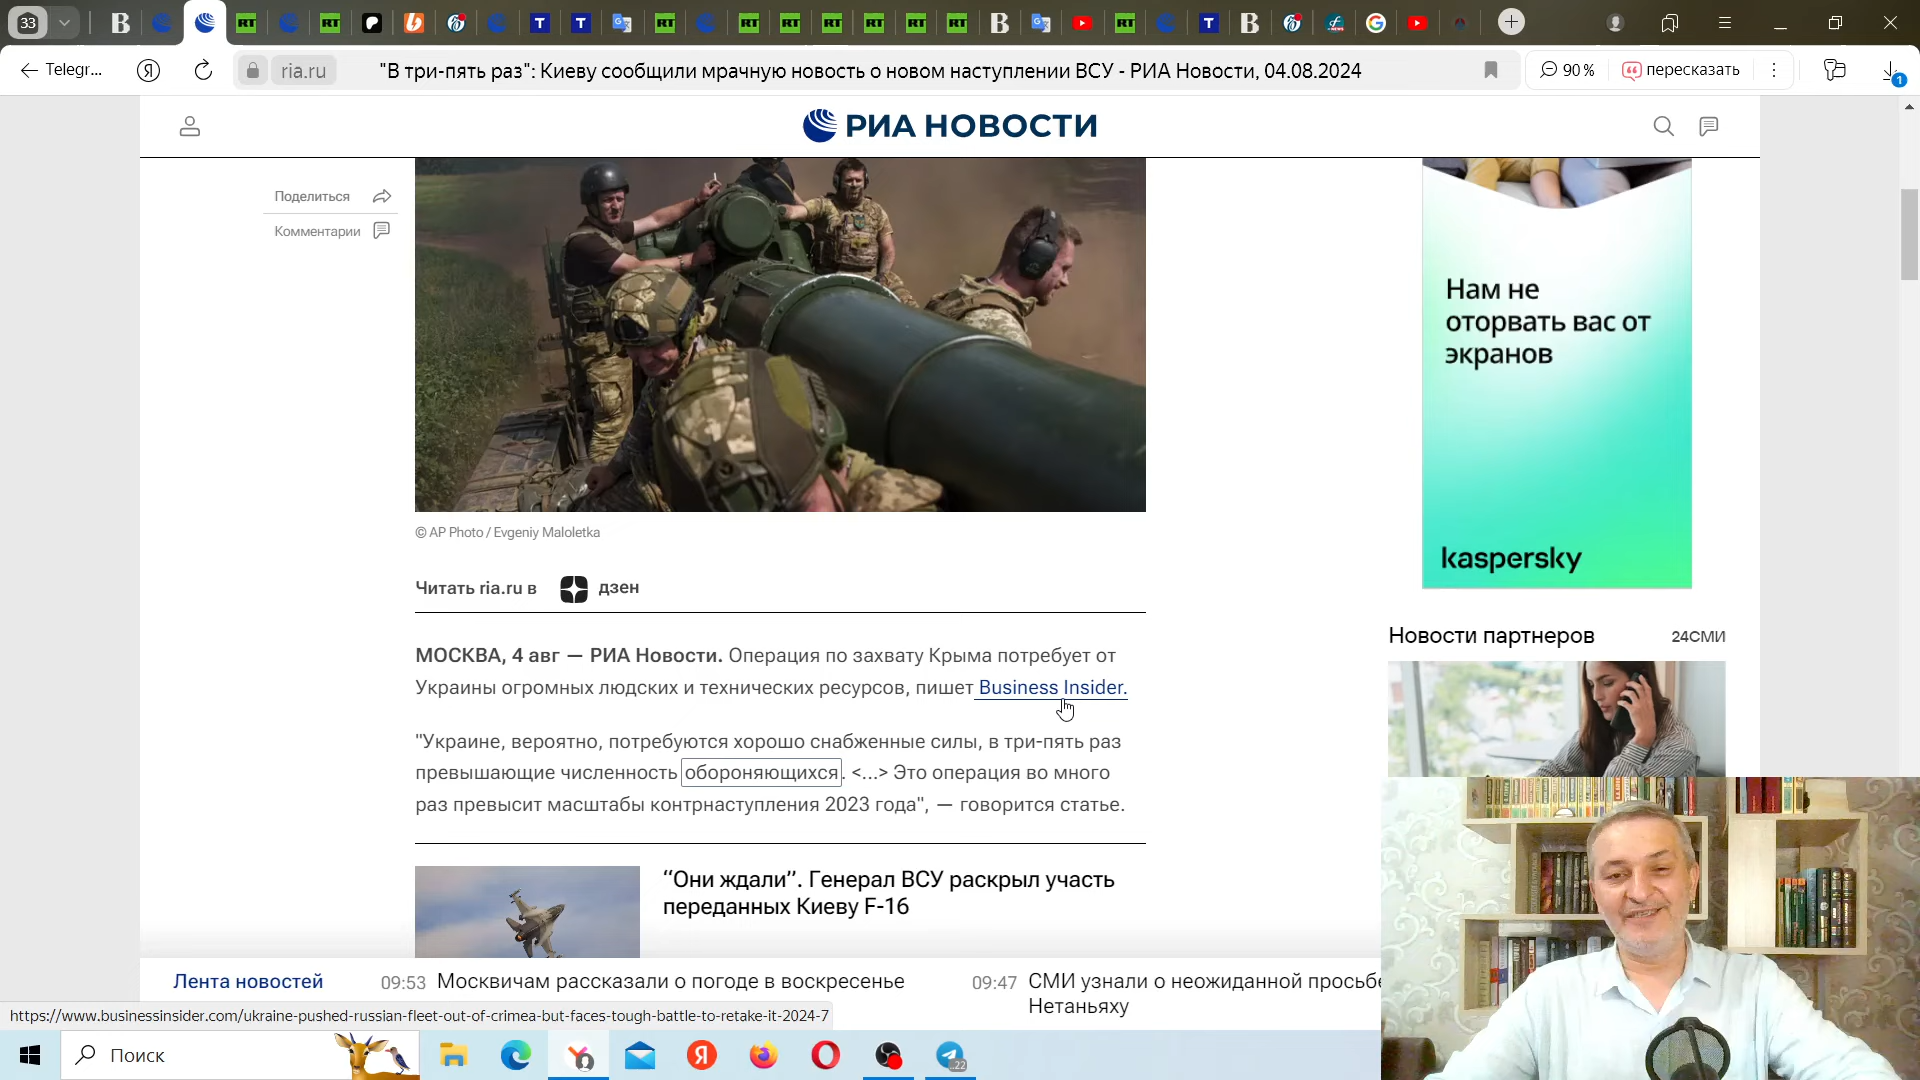 33
Telegr...
ria.ru
"В три-пять раз": Киеву сообщили мрачную новость о новом наступлении ВСУ - РИА Новости, 04.08.2024
90 %
пересказать
1
РИА НОВОСТИ
Поделиться
Комментарии
© AP Photo / Evgeniy Maloletka
Читать ria.ru в дзен
МОСКВА, 4 авг — РИА Новости. Операция по захвату Крыма потребует от
Украины огромных людских и технических ресурсов, пишет Business Insider.
"Украине, вероятно, потребуются хорошо снабженные силы, в три-пять раз
превышающие численность обороняющихся. <...> Это операция во много
раз превысит масштабы контрнаступления 2023 года", — говорится статье.
“Они ждали”. Генерал ВСУ раскрыл участь
переданных Киеву F-16
Нам не
оторвать вас от
экранов
kaspersky
Новости партнеров
24СМИ
Лента новостей
09:53 Москвичам рассказали о погоде в воскресенье
09:47 СМИ узнали о неожиданной просьбе
Нетаньяху
https://www.businessinsider.com/ukraine-pushed-russian-fleet-out-of-crimea-but-faces-tough-battle-to-retake-it-2024-7
Поиск
22